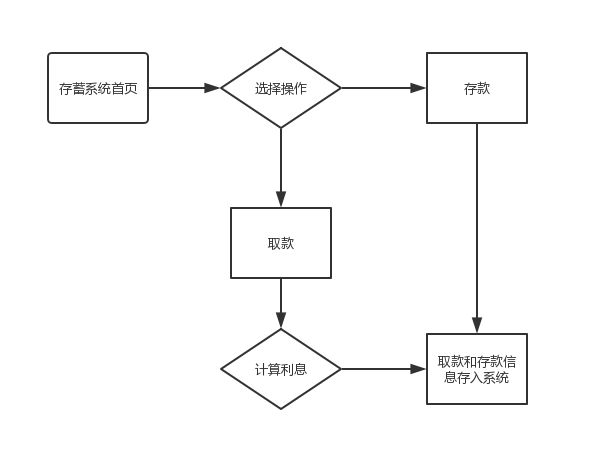 存蓄系统首页
选择操作
存款
取款
计算利息
取款和存款信
息存入系统